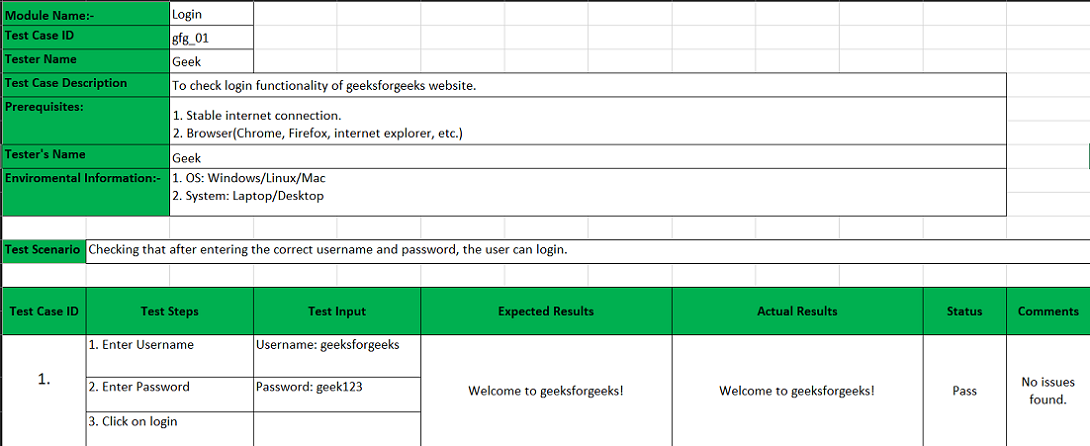 Module Name:- Login
Test Case ID gfg_01
Tester Name Geek
Test Case Description To check login functionality of geeksforgeeks website.
Prerequisites:
1. Stable internet connection.
2. Browser(Chrome, Firefox, internet explorer, etc.)
Tester's Name Geek
Enviromental Information:- 1. OS: Windows/Linux/Mac
2. System: Laptop/Desktop
Test Scenario Checking that after entering the correct username and password, the user can login.
Test Case ID Test Steps Test Input Expected Results Actual Results Status Comments
1. 1. Enter Username Username: geeksforgeeks
2. Enter Password Password: geek123 Welcome to geeksforgeeks! Welcome to geeksforgeeks! Pass No issues found.
3. Click on login